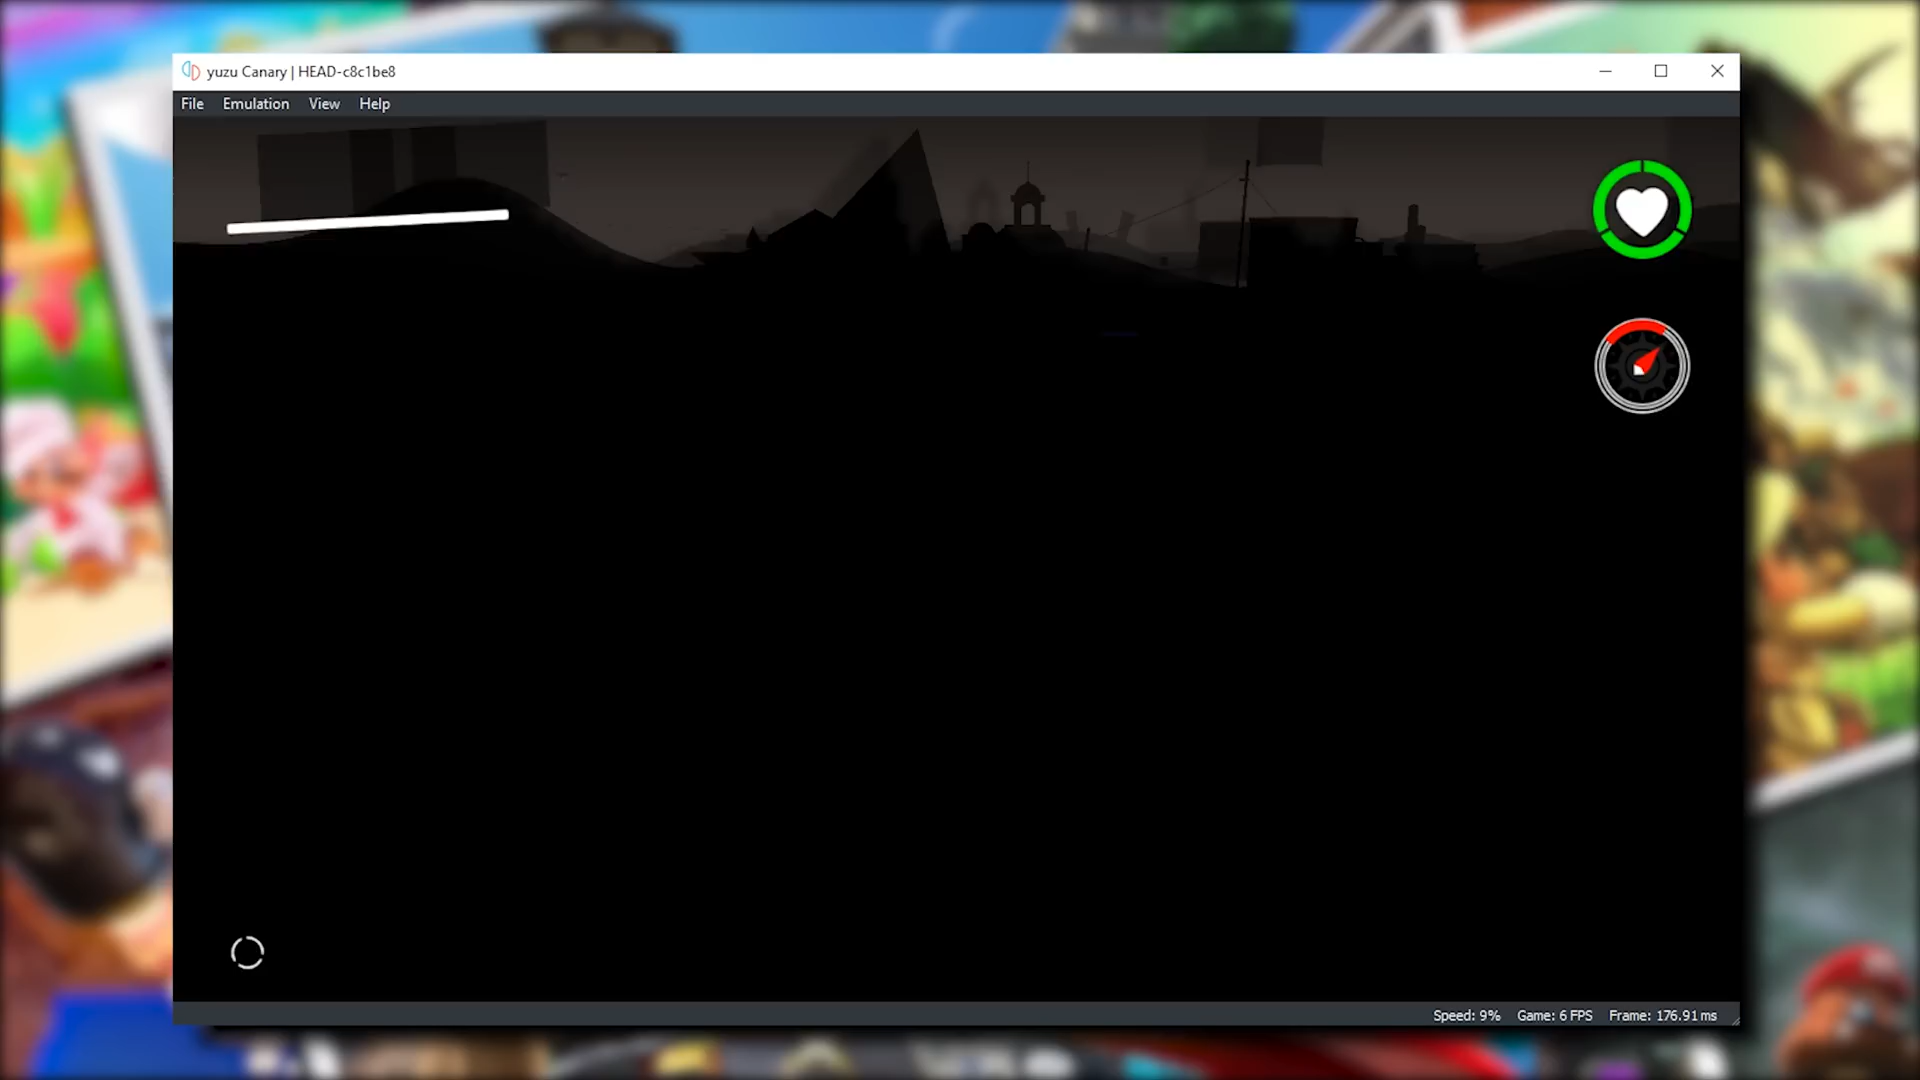 yuzu Canary | HEAD-c8c1be8
File Emulation View Help
Speed: 9% Game: 6 FPS Frame: 176.91 ms